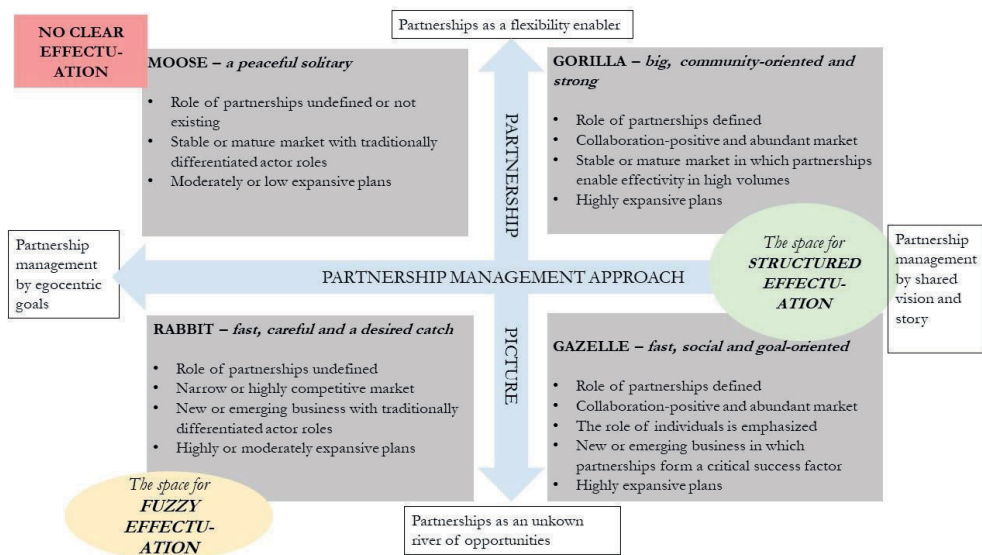 Partnerships as a flexibility enabler
NO CLEAR
EFFECTU-
ATION
MOOSE – a peaceful solitary
• Role of partnerships undefined or not
existing
• Stable or mature market with traditionally
differentiated actor roles
• Moderately or low expansive plans
GORILLA – big, community-oriented and
strong
• Role of partnerships defined
• Collaboration-positive and abundant market
• Stable or mature market in which partnerships
enable effectivity in high volumes
• Highly expansive plans
PARTNERSHIP
Partnership
management
by egocentric
goals
PARTNERSHIP MANAGEMENT APPROACH
The space for
STRUCTURED
EFFECTU-
ATION
Partnership
management
by shared
vision and
story
PICTURE
RABBIT – fast, careful and a desired catch
• Role of partnerships undefined
• Narrow or highly competitive market
• New or emerging business with traditionally
differentiated actor roles
• Highly or moderately expansive plans
GAZELLE – fast, social and goal-oriented
• Role of partnerships defined
• Collaboration-positive and abundant market
• The role of individuals is emphasized
• New or emerging business in which
partnerships form a critical success factor
• Highly expansive plans
The space for
FUZZY
EFFECTU-
ATION
Partnerships as an unkown
river of opportunities